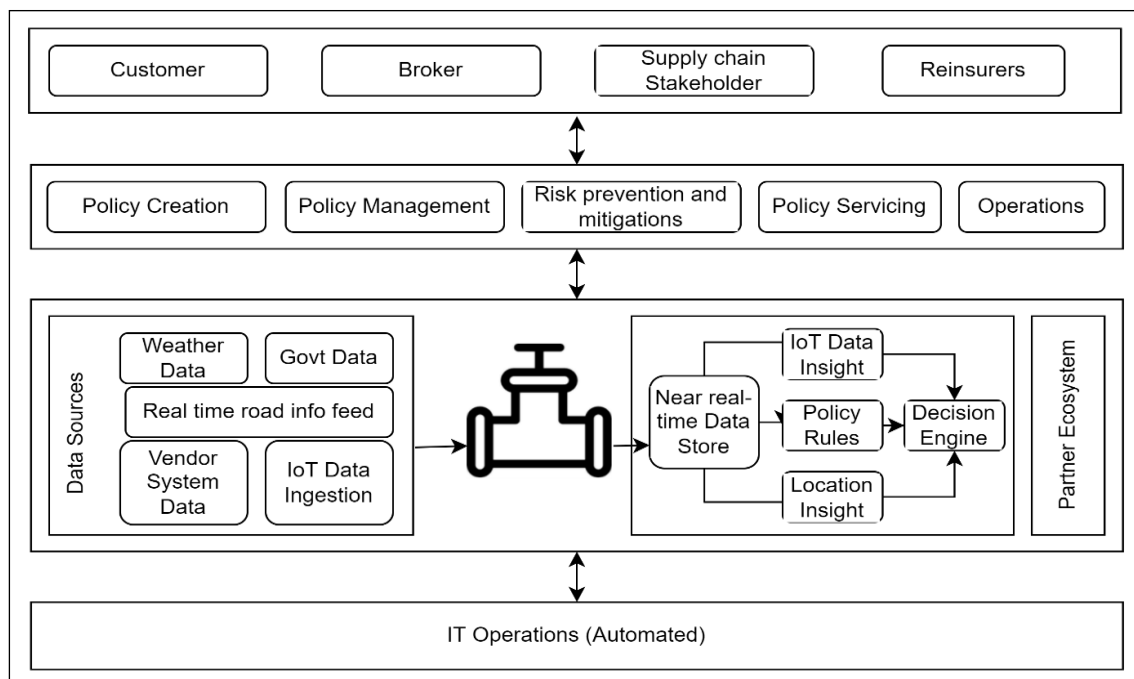 Customer
Broker
Supply chain
Stakeholder
Reinsurers
Policy Creation
Policy Management
Risk prevention and
mitigations
Policy Servicing
Operations
Data Sources
Weather
Data
Govt Data
Real time road info feed
Vendor
System
Data
IoT Data
Ingestion
Near real-
time Data
Store
IoT Data
Insight
Policy
Rules
Location
Insight
Decision
Engine
Partner Ecosystem
IT Operations (Automated)